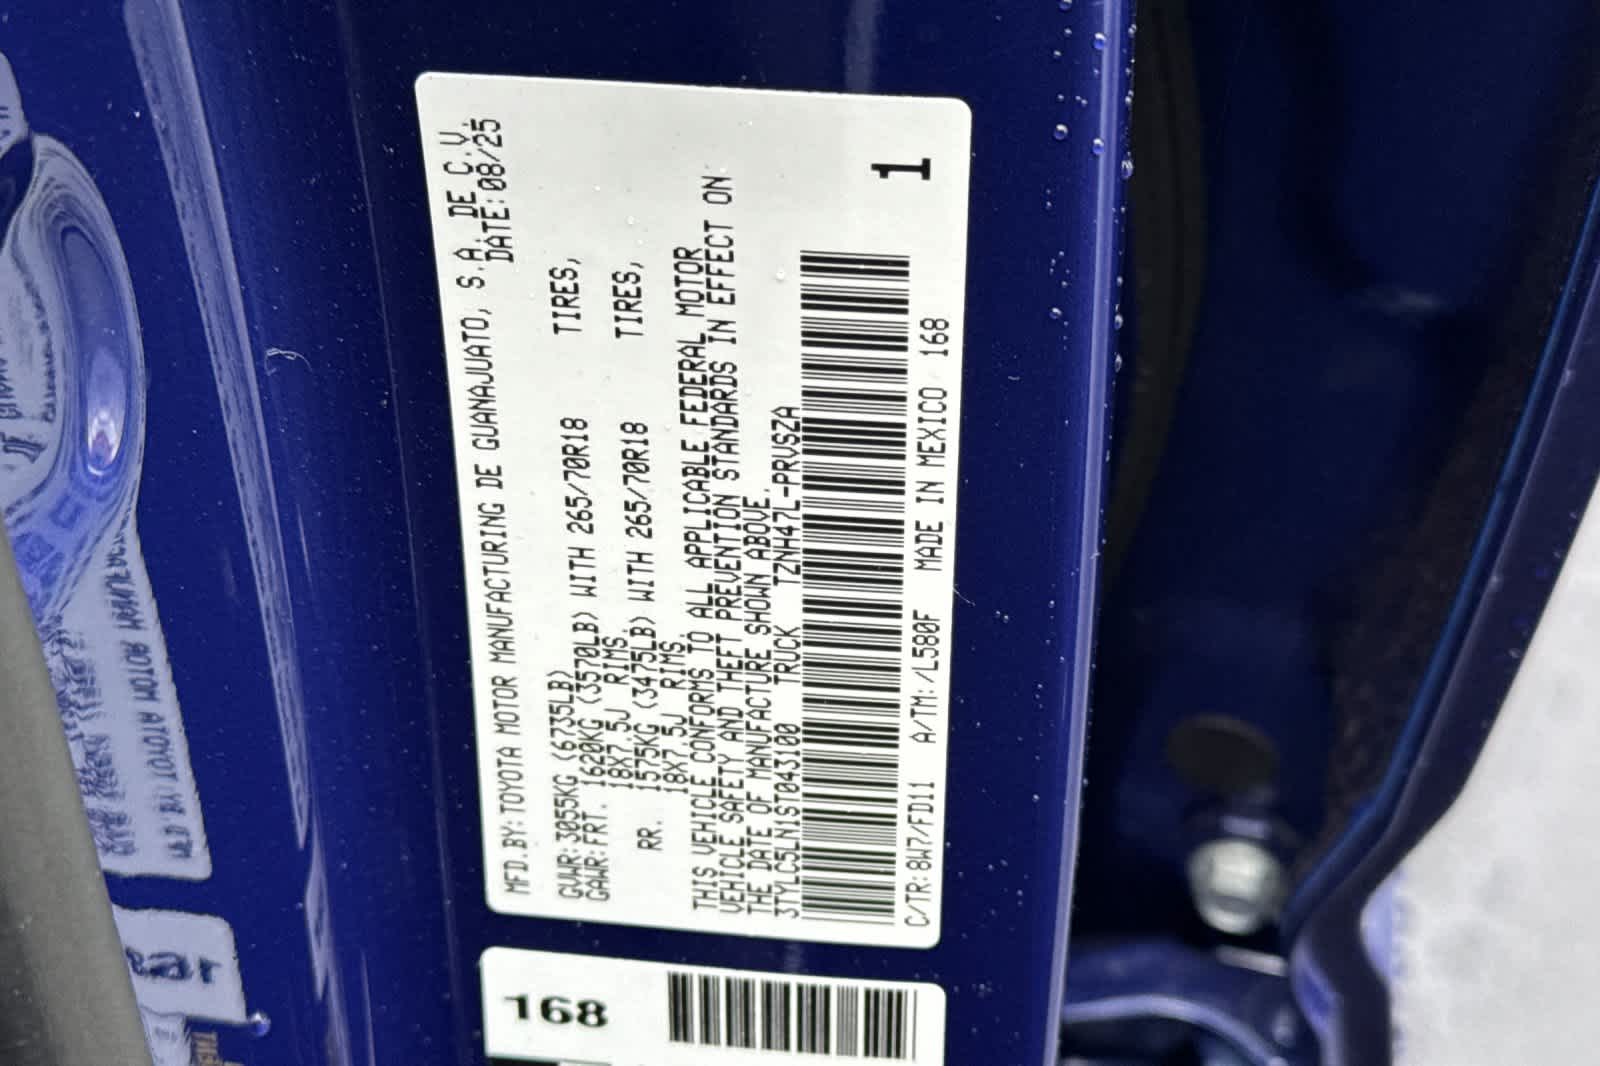 MFD.BY:TOYOTA MOTOR MANUFACTURING DE GUANAJUATO, S.A. DE C.V.
DATE:08/25
GVWR:3055KG (6735LB)
GAWR:FRT. 1620KG (3570LB) WITH 265/70R18 TIRES,
18X7.5J RIMS.
RR. 1575KG (3475LB) WITH 265/70R18 TIRES,
18X7.5J RIMS.
THIS VEHICLE CONFORMS TO ALL APPLICABLE FEDERAL MOTOR
VEHICLE SAFETY AND THEFT PREVENTION STANDARDS IN EFFECT ON
THE DATE OF MANUFACTURE SHOWN ABOVE.
3TYLC5LN1ST043100 TRUCK TZNH47L-PRVSZA
1
C/TR:8W7/FD11 A/TM:/L580F MADE IN MEXICO 168
168